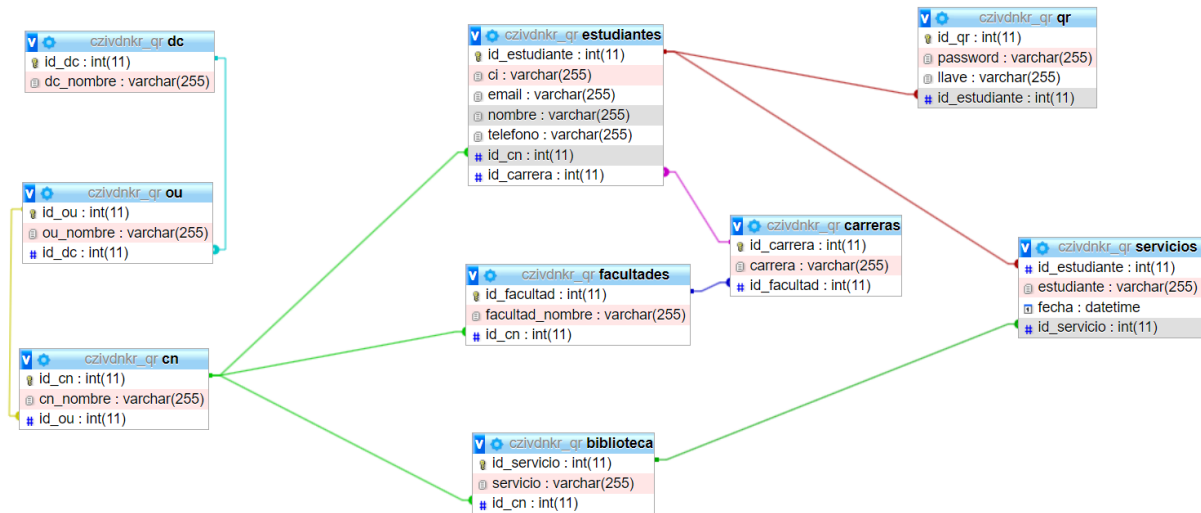 czivdnkr_qr dc
id_dc : int(11)
dc_nombre : varchar(255)
czivdnkr_qr ou
id_ou : int(11)
ou_nombre : varchar(255)
id_dc : int(11)
czivdnkr_qr cn
id_cn : int(11)
cn_nombre : varchar(255)
id_ou : int(11)
czivdnkr_qr estudiantes
id_estudiante : int(11)
ci : varchar(255)
email : varchar(255)
nombre : varchar(255)
telefono : varchar(255)
id_cn : int(11)
id_carrera : int(11)
czivdnkr_qr facultades
id_facultad : int(11)
facultad_nombre : varchar(255)
id_cn : int(11)
czivdnkr_qr biblioteca
id_servicio : int(11)
servicio : varchar(255)
id_cn : int(11)
czivdnkr_qr carreras
id_carrera : int(11)
carrera : varchar(255)
id_facultad : int(11)
czivdnkr_qr qr
id_qr : int(11)
password : varchar(255)
llave : varchar(255)
id_estudiante : int(11)
czivdnkr_qr servicios
id_estudiante : int(11)
estudiante : varchar(255)
fecha : datetime
id_servicio : int(11)